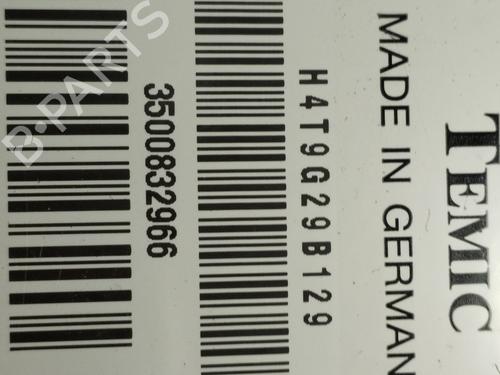 TEMIC
MADE IN GERMAN
H4T9G29B129
3500832966
B-PARTS